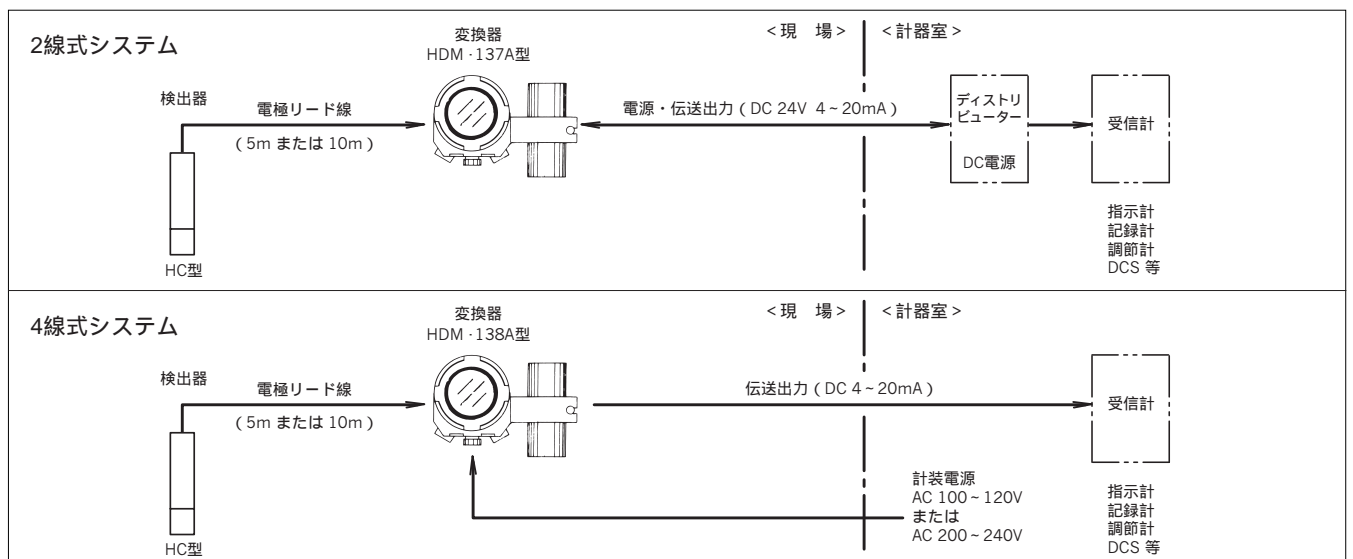 2線式システム
変換器
HDM・137A型
<現　場>
<計器室>
検出器
電極リード線
(5m または 10m)
電源・伝送出力(DC 24V 4~20mA)
ディストリ
ビューター
DC電源
受信計
指示計
記録計
調節計
DCS 等
HC型
4線式システム
変換器
HDM・138A型
<現　場>
<計器室>
検出器
電極リード線
(5m または 10m)
伝送出力(DC 4~20mA)
受信計
計装電源
AC 100~120V
または
AC 200~240V
指示計
記録計
調節計
DCS 等
HC型